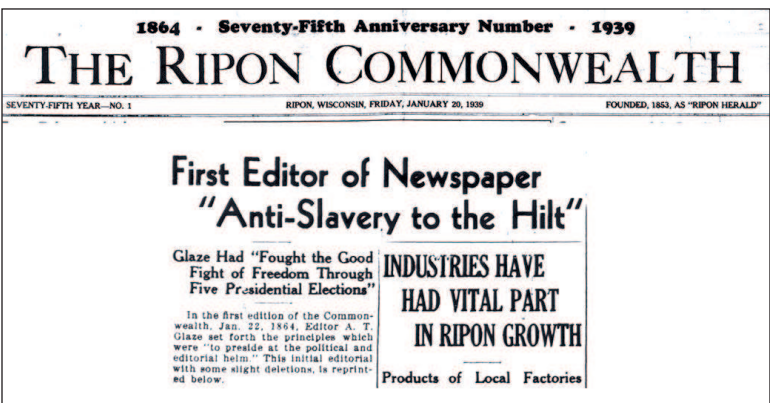 1864 - Seventy-Fifth Anniversary Number - 1939
THE RIPON COMMONWEALTH
SEVENTY-FIFTH YEAR—NO. 1 RIPON, WISCONSIN, FRIDAY, JANUARY 20, 1939 FOUNDED, 1853, AS "RIPON HERALD"
First Editor of Newspaper
"Anti-Slavery to the Hilt"
Glaze Had "Fought the Good
Fight of Freedom Through
Five Presidential Elections"
In the first edition of the Common-
wealth, Jan. 22, 1864, Editor A. T.
Glaze set forth the principles which
were "to preside at the political and
editorial helm." This initial editorial
with some slight deletions, is reprint-
ed below.
INDUSTRIES HAVE
HAD VITAL PART
IN RIPON GROWTH
Products of Local Factories